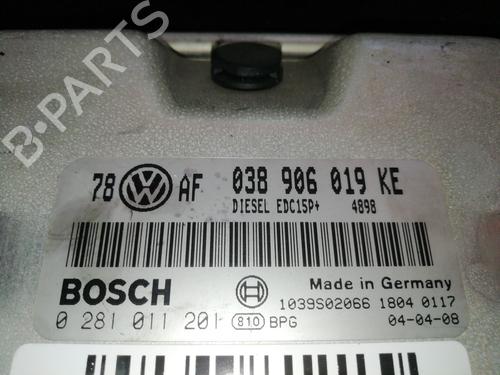 B-PARTS
78 VW AF 038 906 019 KE
DIESEL EDC15P+ 4898
BOSCH
Made in Germany
1039S02066 1804 0117
0 281 011 201 810 BPG 04-04-08